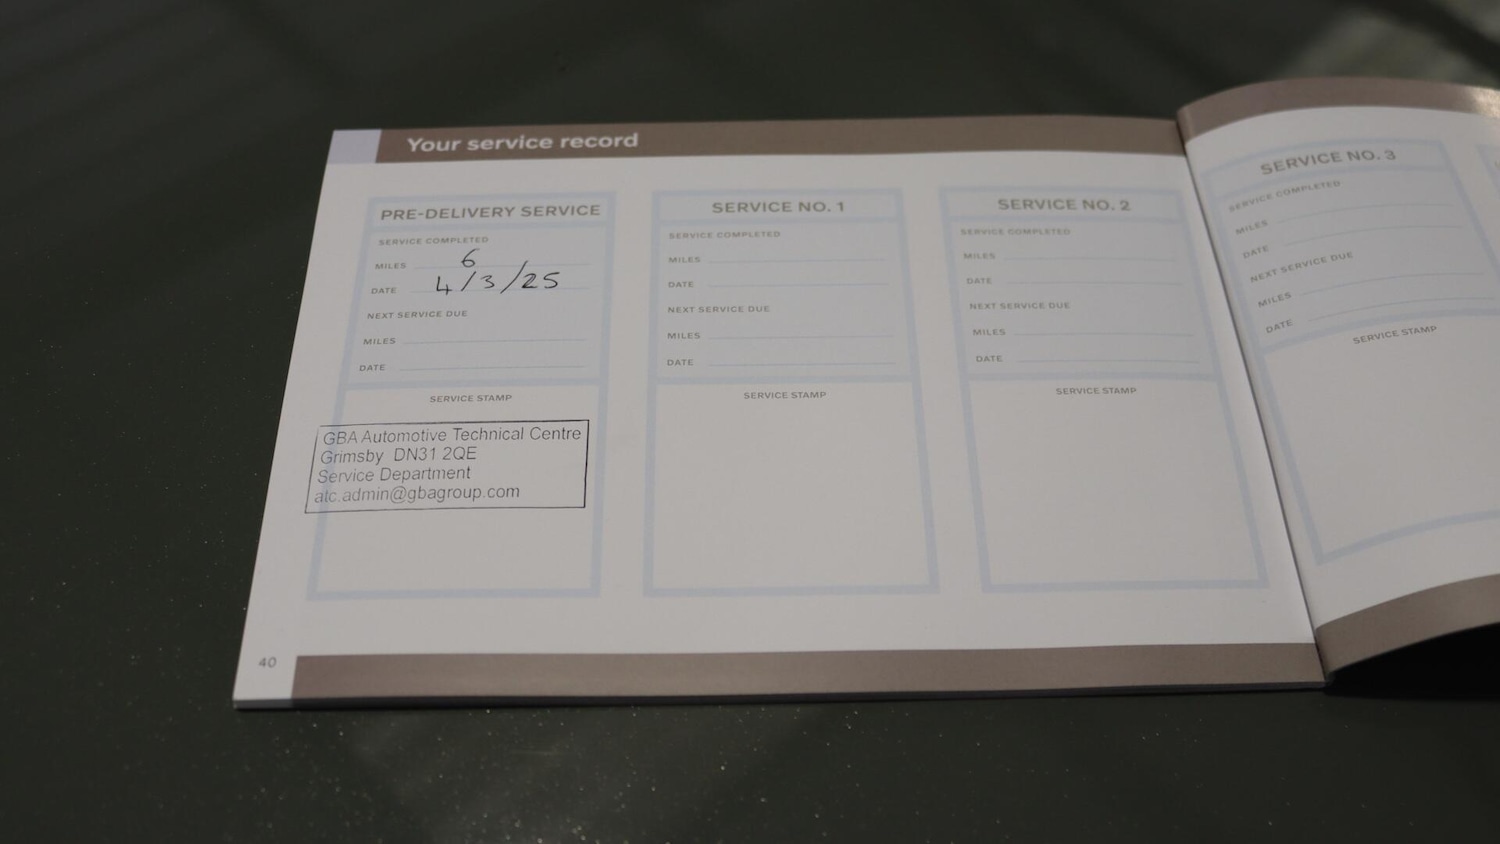 Your service record
PRE-DELIVERY SERVICE
SERVICE COMPLETED
MILES 6
DATE 4/3/25
NEXT SERVICE DUE
MILES
DATE
SERVICE STAMP
GBA Automotive Technical Centre
Grimsby DN31 2QE
Service Department
atc.admin@gbagroup.com
SERVICE NO. 1
SERVICE COMPLETED
MILES
DATE
NEXT SERVICE DUE
MILES
DATE
SERVICE STAMP
SERVICE NO. 2
SERVICE COMPLETED
MILES
DATE
NEXT SERVICE DUE
MILES
DATE
SERVICE STAMP
40
SERVICE NO. 3
SERVICE COMPLETED
MILES
DATE
NEXT SERVICE DUE
MILES
DATE
SERVICE STAMP